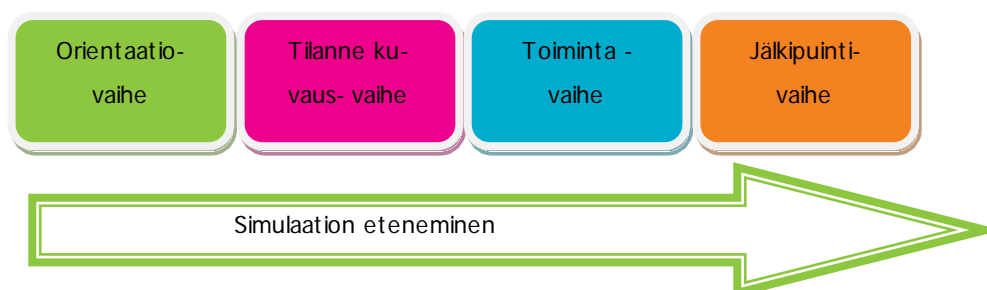 Orientaatio-
vaihe
Tilanne ku-
vaus- vaihe
Toiminta -
vaihe
Jälkipuinti-
vaihe
Simulaation eteneminen